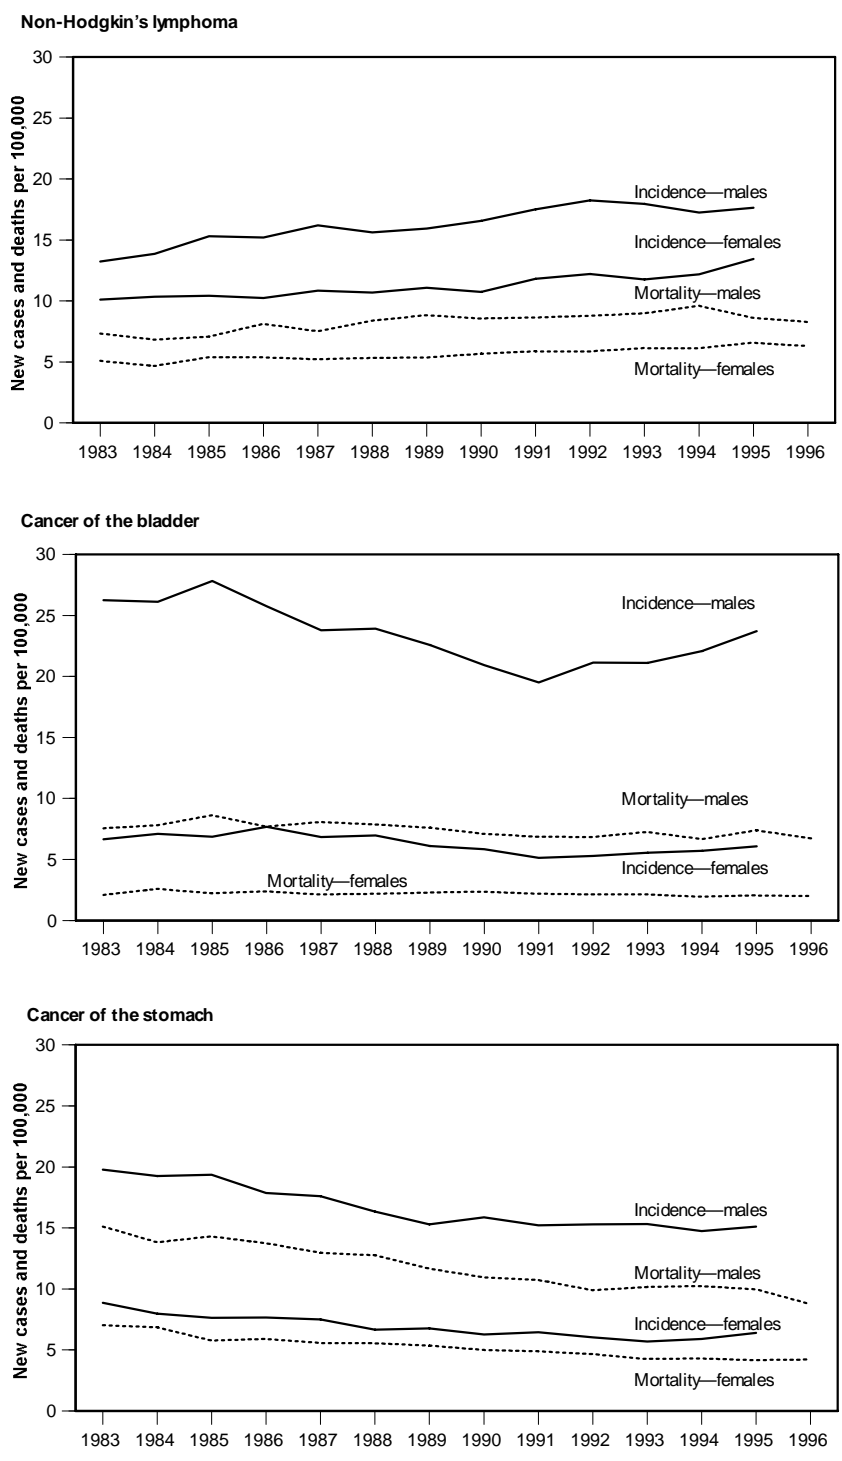 Non-Hodgkin's lymphoma
New cases and deaths per 100,000
30
25
20
15
10
5
0
Incidence—males
Incidence—females
Mortality—males
Mortality—females
1983 1984 1985 1986 1987 1988 1989 1990 1991 1992 1993 1994 1995 1996
Cancer of the bladder
New cases and deaths per 100,000
30
25
20
15
10
5
0
Incidence—males
Mortality—males
Incidence—females
Mortality—females
1983 1984 1985 1986 1987 1988 1989 1990 1991 1992 1993 1994 1995 1996
Cancer of the stomach
New cases and deaths per 100,000
30
25
20
15
10
5
0
Incidence—males
Mortality—males
Incidence—females
Mortality—females
1983 1984 1985 1986 1987 1988 1989 1990 1991 1992 1993 1994 1995 1996